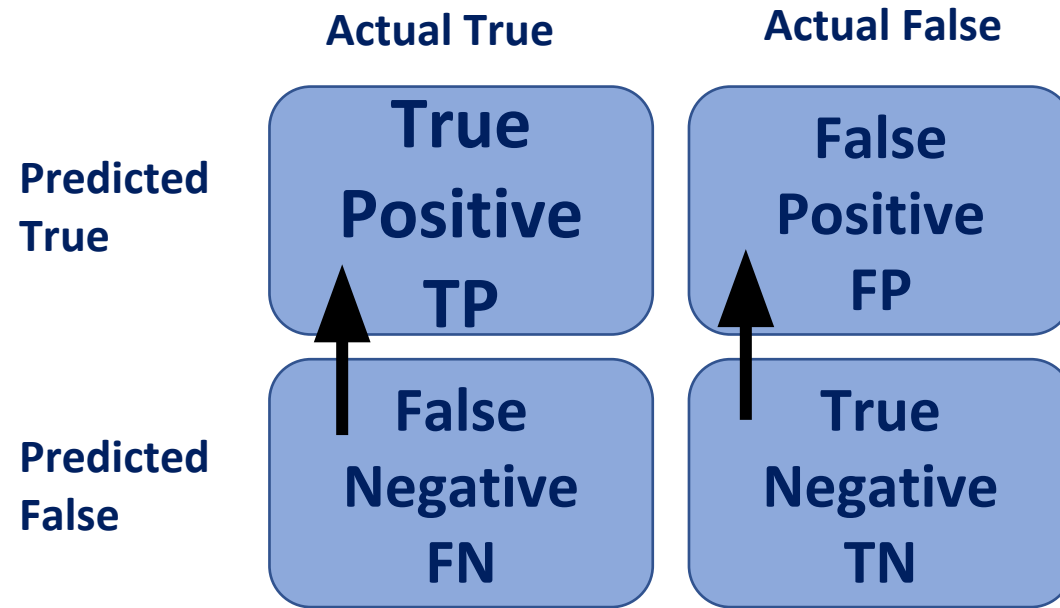 Actual True
Actual False
Predicted
True
True
Positive
TP
False
Positive
FP
Predicted
False
False
Negative
FN
True
Negative
TN